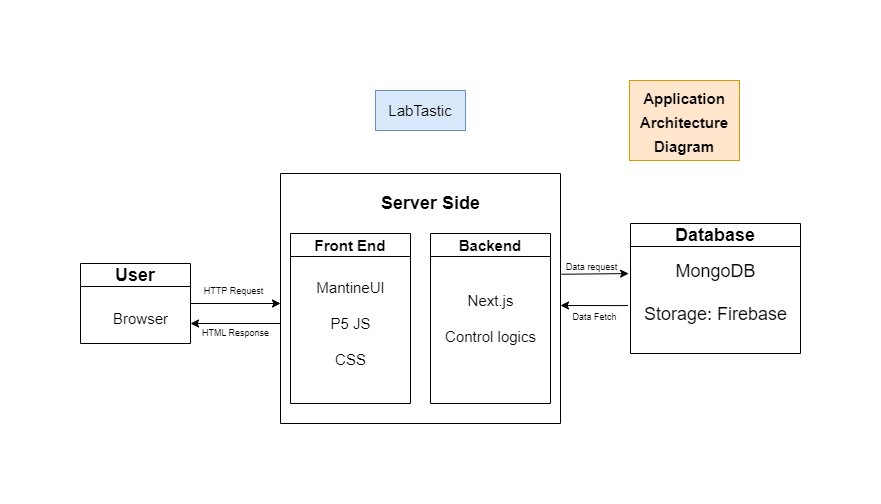 LabTastic
Application
Architecture
Diagram
Server Side
Front End
MantineUI
P5 JS
CSS
Backend
Next.js
Control logics
User
Browser
HTTP Request
HTML Response
Data request
Data Fetch
Database
MongoDB
Storage: Firebase